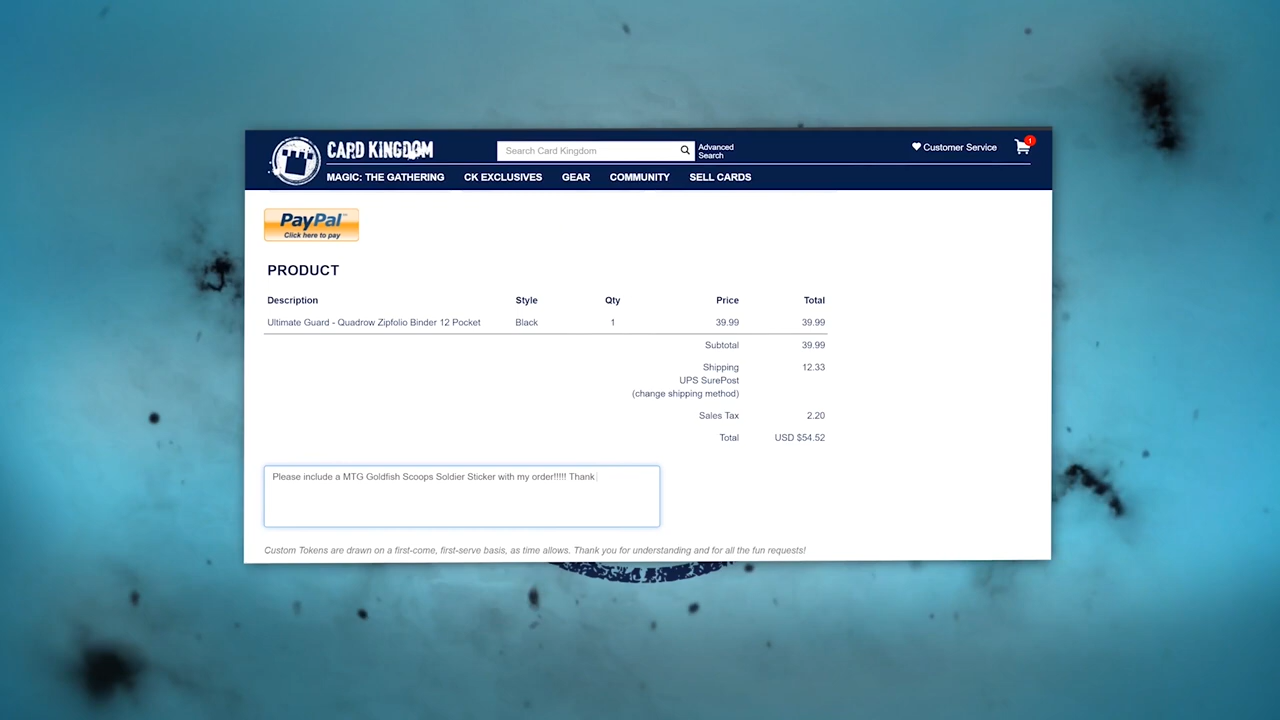 CARD KINGDOM
Search Card Kingdom
Advanced
Search
Customer Service
1
MAGIC: THE GATHERING CK EXCLUSIVES GEAR COMMUNITY SELL CARDS
PayPal™
Click here to pay
PRODUCT
Description Style Qty Price Total
Ultimate Guard - Quadrow Zipfolio Binder 12 Pocket Black 1 39.99 39.99
Subtotal 39.99
Shipping 12.33
UPS SurePost
(change shipping method)
Sales Tax 2.20
Total USD $54.52
Please include a MTG Goldfish Scoops Soldier Sticker with my order!!!!! Thank
Custom Tokens are drawn on a first-come, first-serve basis, as time allows. Thank you for understanding and for all the fun requests!